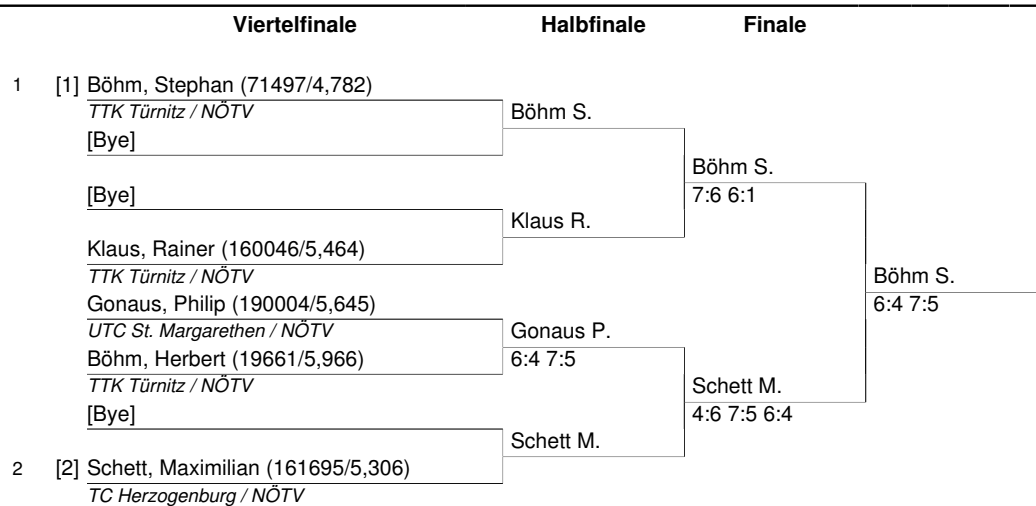 Viertelfinale Halbfinale Finale
1 [1] Böhm, Stephan (71497/4,782)
TTK Türnitz / NÖTV
Böhm S.
[Bye]
Böhm S.
[Bye]
7:6 6:1
Klaus R.
Klaus, Rainer (160046/5,464)
TTK Türnitz / NÖTV
Böhm S.
Gonaus, Philip (190004/5,645)
6:4 7:5
UTC St. Margarethen / NÖTV
Gonaus P.
Böhm, Herbert (19661/5,966)
6:4 7:5
TTK Türnitz / NÖTV
Schett M.
[Bye]
4:6 7:5 6:4
Schett M.
2 [2] Schett, Maximilian (161695/5,306)
TC Herzogenburg / NÖTV